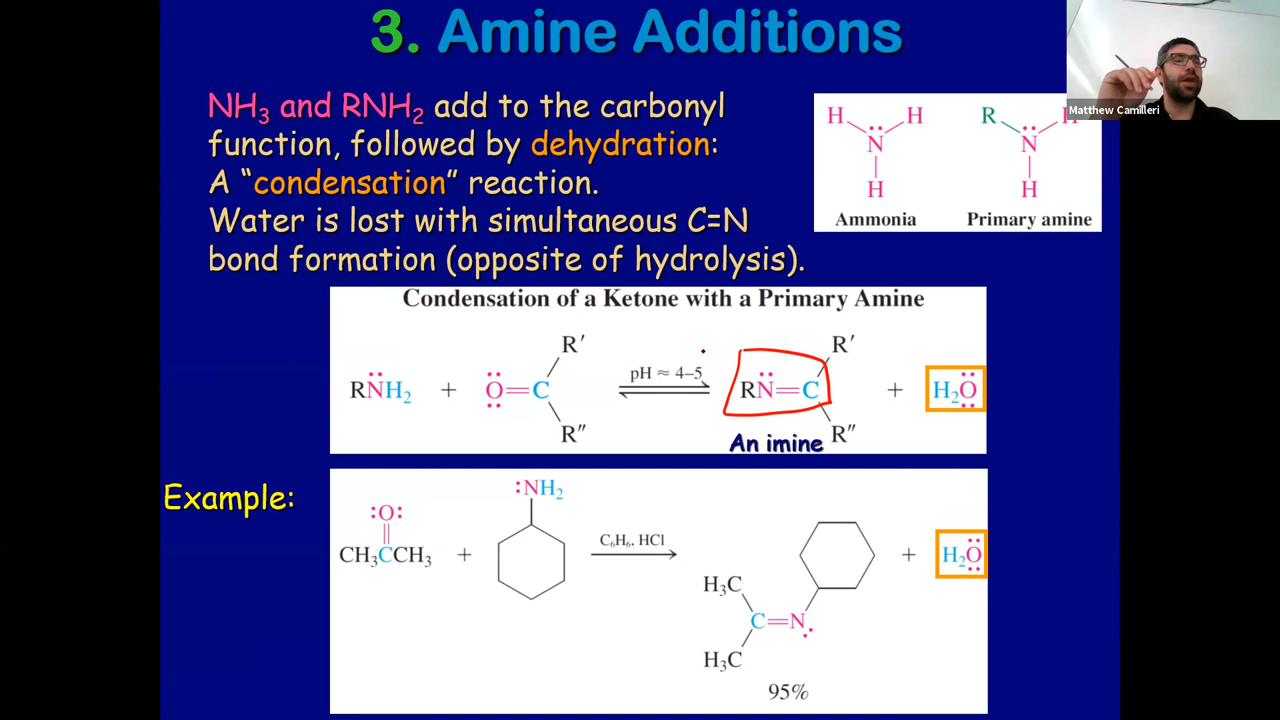 3. Amine Additions
Matthew Camilleri
NH3 and RNH2 add to the carbonyl
function, followed by dehydration:
A “condensation” reaction.
Water is lost with simultaneous C=N
bond formation (opposite of hydrolysis).
H H
N
H
Ammonia
R H
N
H
Primary amine
Condensation of a Ketone with a Primary Amine
R′ R′
RNH2 + O=C pH ≈ 4–5 RN=C + H2O
R″ R″
An imine
Example:
:NH2
:O:
CH3CCH3 + C6H6, HCl + H2O
H3C
C=N
H3C
95%